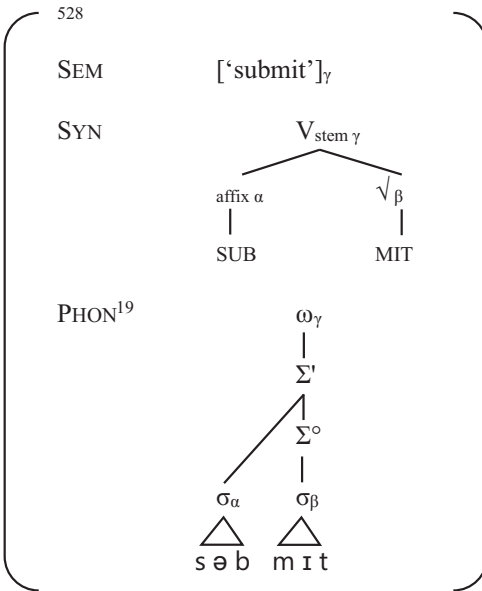 528
SEM ['submit']γ
SYN Vstem γ
affix α √β
SUB MIT
PHON19 ωγ
Σ'
Σ°
σα σβ
səb mɪt